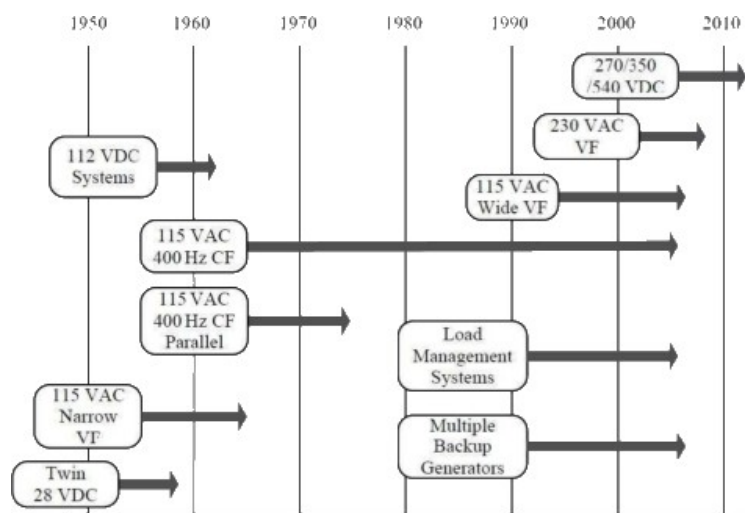 1950 1960 1970 1980 1990 2000 2010
270/350
/540 VDC
230 VAC
VF
112 VDC
Systems
115 VAC
Wide VF
115 VAC
400 Hz CF
115 VAC
400 Hz CF
Parallel
Load
Management
Systems
115 VAC
Narrow
VF
Multiple
Backup
Generators
Twin
28 VDC